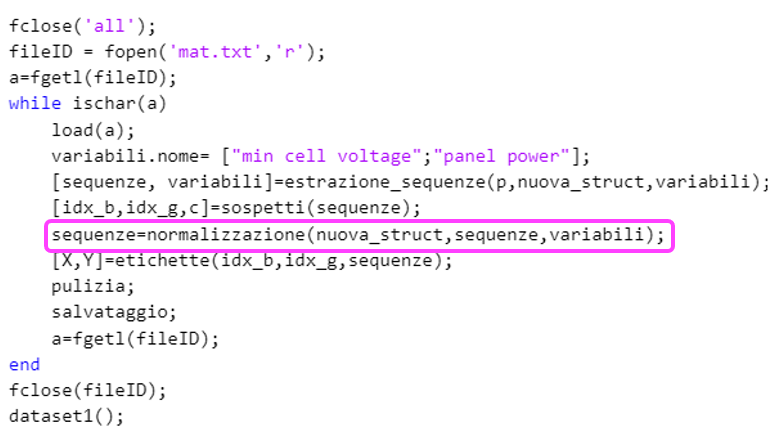 fclose('all');
fileID = fopen('mat.txt','r');
a=fgetl(fileID);
while ischar(a)
load(a);
variabili.nome= ["min cell voltage";"panel power"];
[sequenze, variabili]=estrazione_sequenze(p,nuova_struct,variabili);
[idx_b,idx_g,c]=sospetti(sequenze);
sequenze=normalizzazione(nuova_struct,sequenze,variabili);
[X,Y]=etichette(idx_b,idx_g,sequenze);
pulizia;
salvataggio;
a=fgetl(fileID);
end
fclose(fileID);
dataset1();